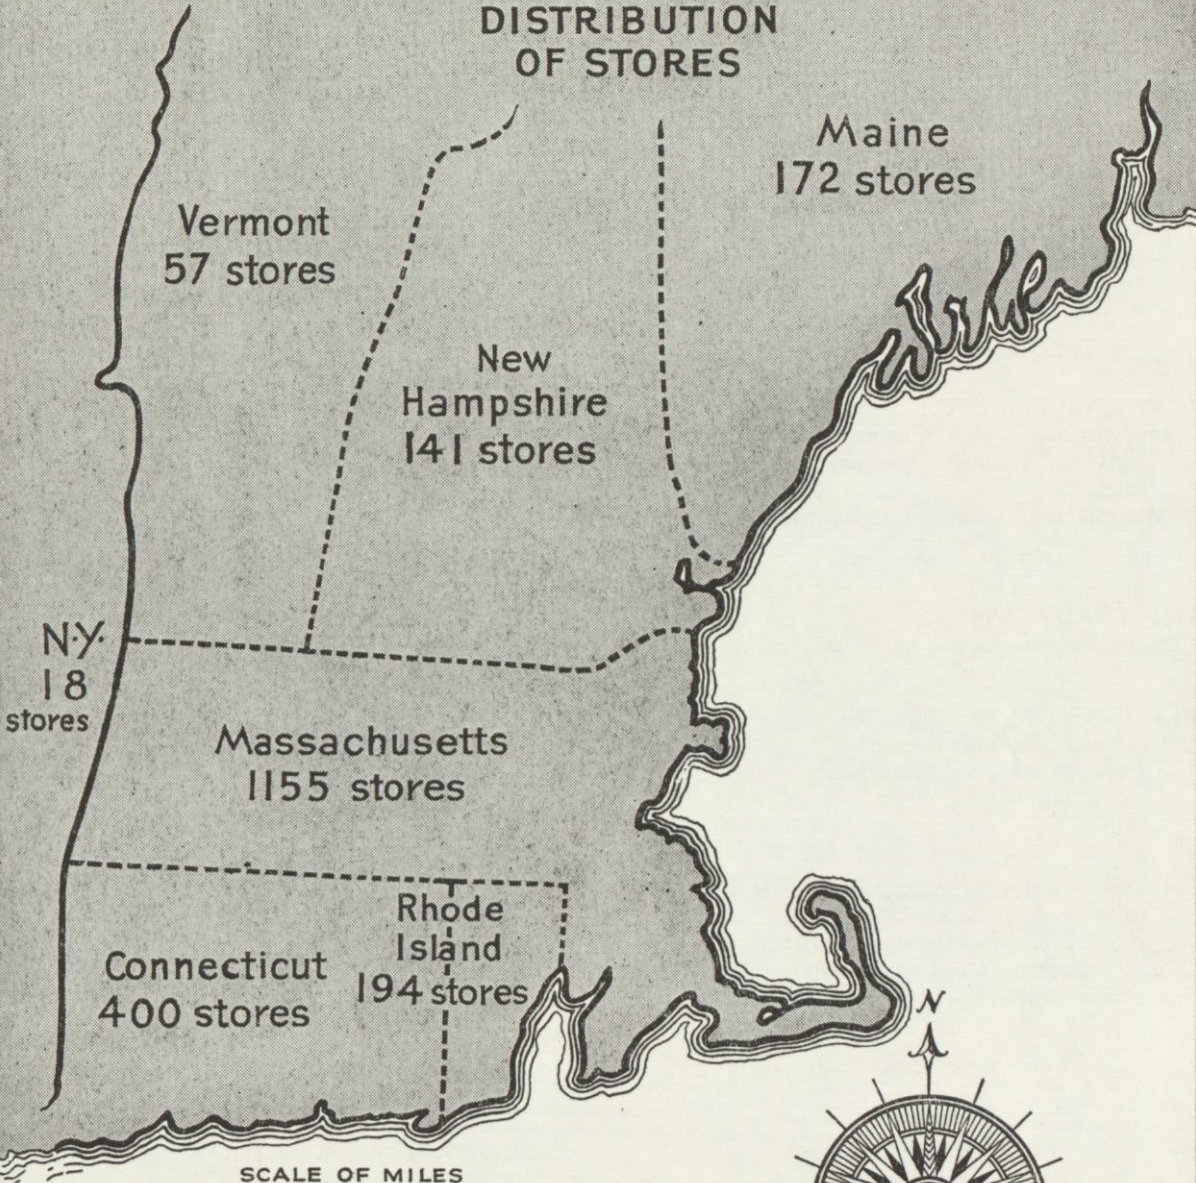 DISTRIBUTION
OF STORES
Maine
172 stores
Vermont
57 stores
New
Hampshire
141 stores
N.Y.
18
stores
Massachusetts
1155 stores
Rhode
Island
194 stores
Connecticut
400 stores
N
SCALE OF MILES